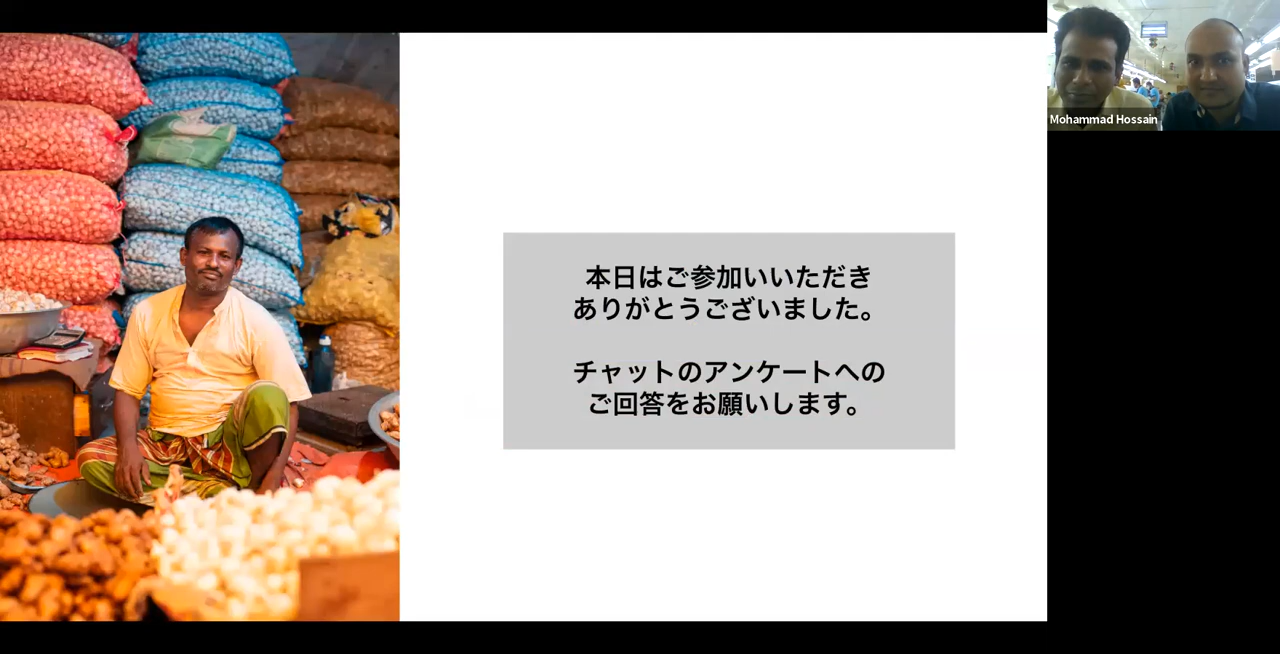 本日はご参加いいただき
ありがとうございました。
チャットのアンケートへの
ご回答をお願いします。
Mohammad Hossain